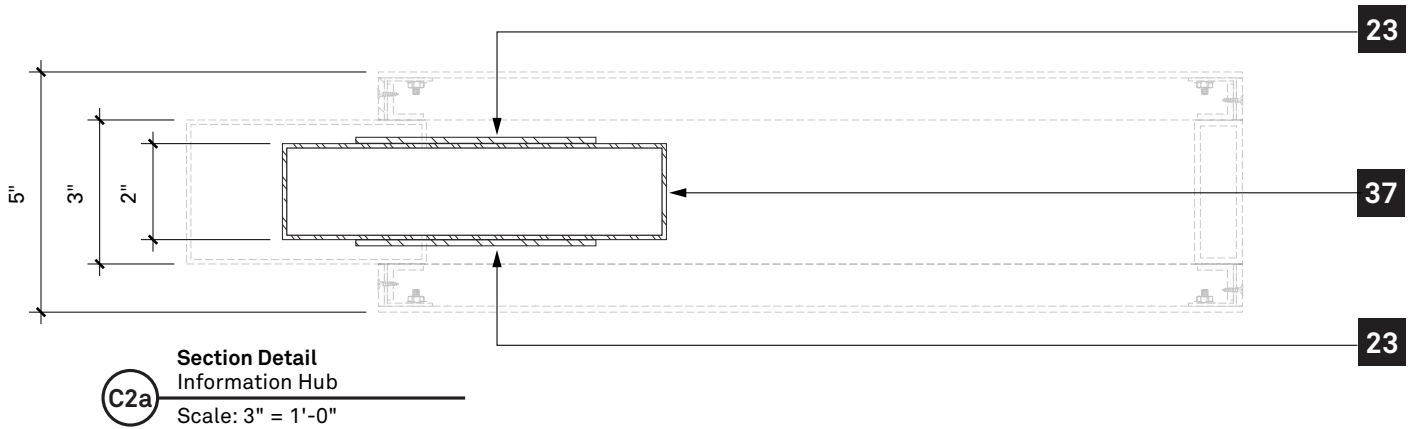 23
5"
3"
2"
37
23
C2a
Section Detail
Information Hub
Scale: 3" = 1'-0"